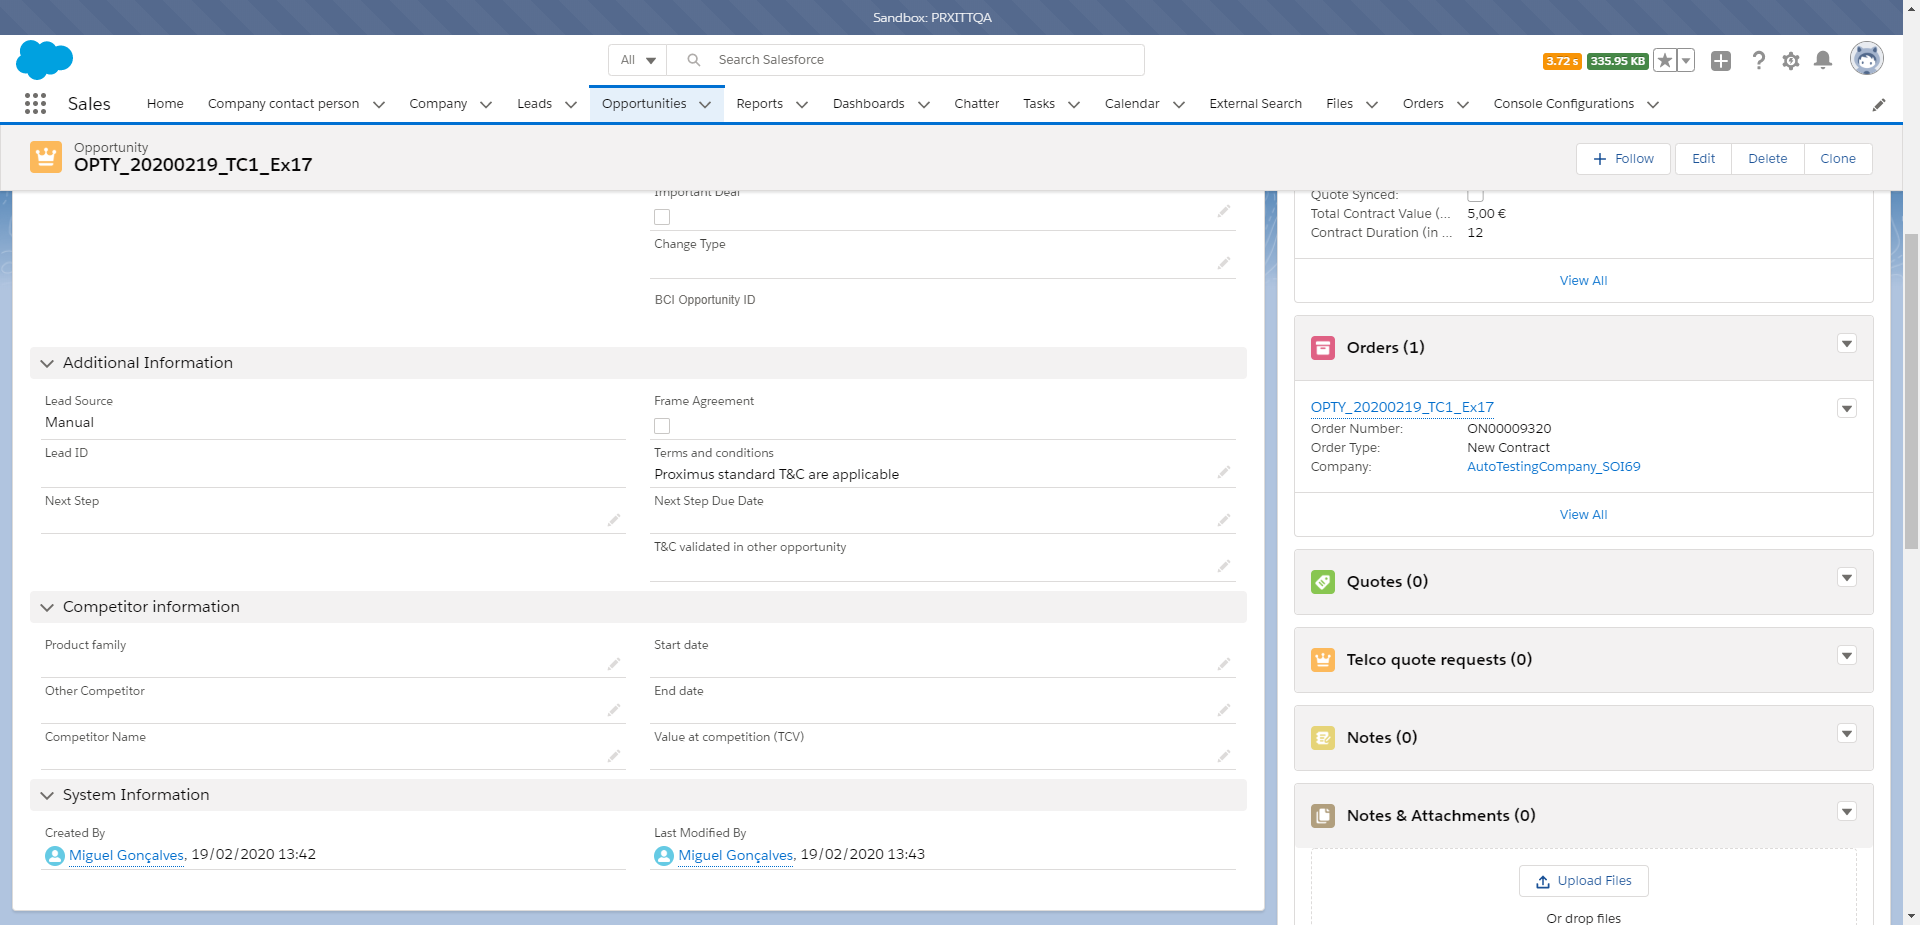 Sandbox: PRXITTQA
All
Search Salesforce
3.72 s
335.95 KB
Sales
Home
Company contact person
Company
Leads
Opportunities
Reports
Dashboards
Chatter
Tasks
Calendar
External Search
Files
Orders
Console Configurations
Opportunity
OPTY_20200219_TC1_Ex17
Follow
Edit
Delete
Clone
Important Deal
Change Type
BCI Opportunity ID
Additional Information
Lead Source
Manual
Frame Agreement
Lead ID
Terms and conditions
Proximus standard T&C are applicable
Next Step
Next Step Due Date
T&C validated in other opportunity
Competitor information
Product family
Start date
Other Competitor
End date
Competitor Name
Value at competition (TCV)
System Information
Created By
Miguel Gonçalves, 19/02/2020 13:42
Last Modified By
Miguel Gonçalves, 19/02/2020 13:43
Quote Synced:
Total Contract Value (... 5,00 €
Contract Duration (in ... 12
View All
Orders (1)
OPTY_20200219_TC1_Ex17
Order Number: ON00009320
Order Type: New Contract
Company: AutoTestingCompany_SOI69
View All
Quotes (0)
Telco quote requests (0)
Notes (0)
Notes & Attachments (0)
Upload Files
Or drop files